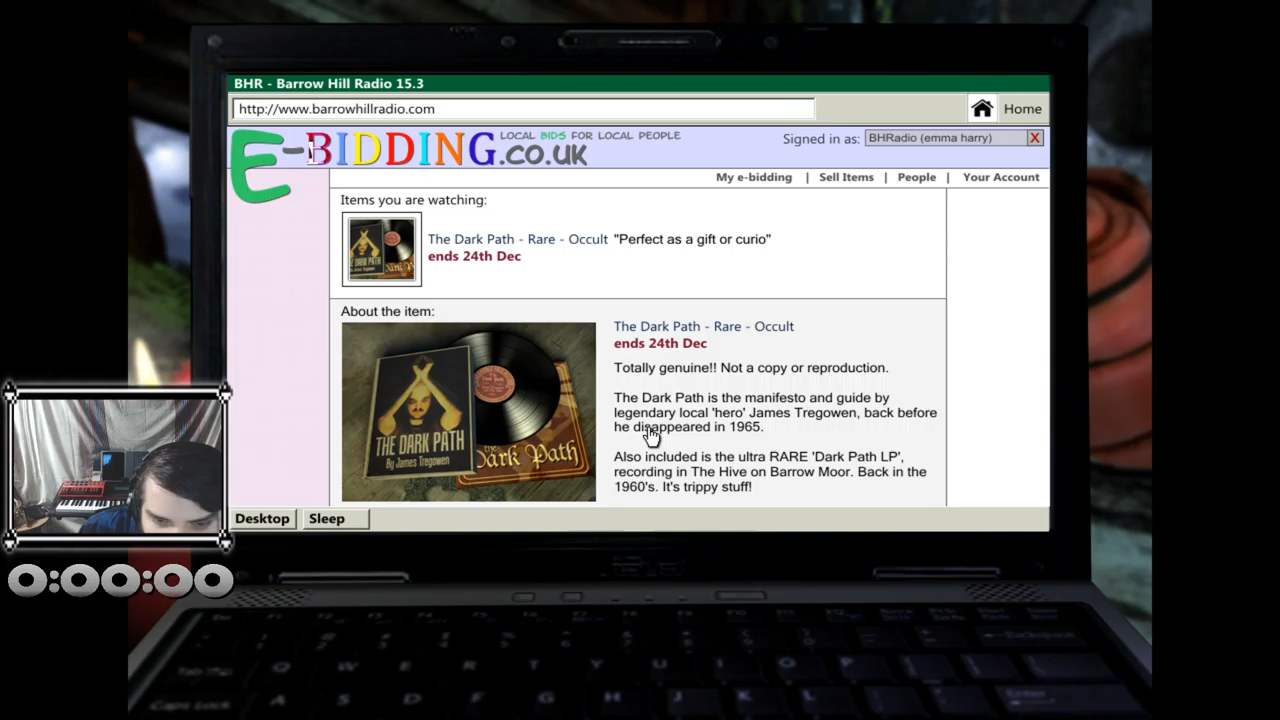 BHR - Barrow Hill Radio 15.3
http://www.barrowhillradio.com
Home
E-BIDDING.CO.UK
LOCAL BIDS FOR LOCAL PEOPLE
Signed in as: BHRadio (emma harry) X
My e-bidding | Sell Items | People | Your Account
Items you are watching:
The Dark Path - Rare - Occult "Perfect as a gift or curio"
ends 24th Dec
About the item:
THE DARK PATH
By James Tregowen
the
Dark Path
The Dark Path - Rare - Occult
ends 24th Dec
Totally genuine!! Not a copy or reproduction.
The Dark Path is the manifesto and guide by
legendary local 'hero' James Tregowen, back before
he disappeared in 1965.
Also included is the ultra RARE 'Dark Path LP',
recording in The Hive on Barrow Moor. Back in the
1960's. It's trippy stuff!
Desktop
Sleep
0:00:00
Q W E R T Y U I O P
Caps Lock A S D F G H J K L Enter